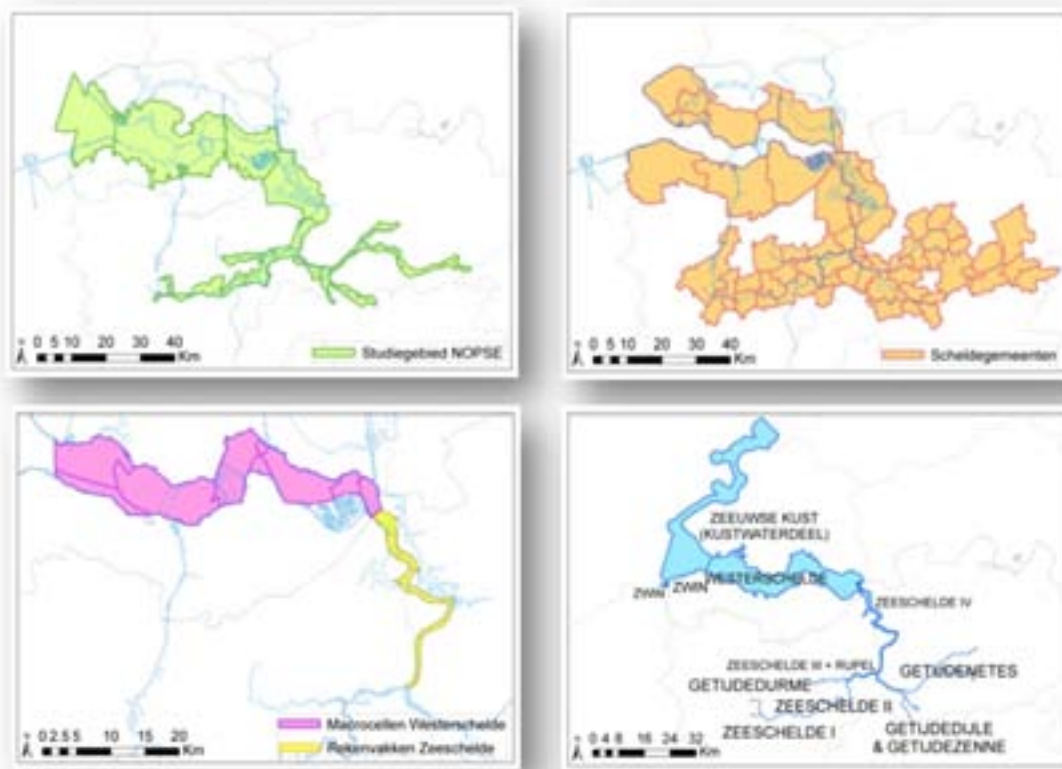 0 5 10 20 30 40
Km
Studiegebied NOPSE
0 5 10 20 30 40
Km
Scheldegemeenten
0 2.5 5 10 15 20
Km
Macrocellen Westerschelde
Rekenvakken Zeeschelde
ZEEUWSE KUST
(KUSTWATERDEEL)
WESTERSCHELDE
ZWIN ZWIN
ZEESCHELDE IV
ZEESCHELDE III + RUPEL
GETIJDENETES
GETIJDEDURME
ZEESCHELDE II
ZEESCHELDE I
GETIJDEDIJLE
& GETIJDEZENNE
0 4 8 16 24 32
Km